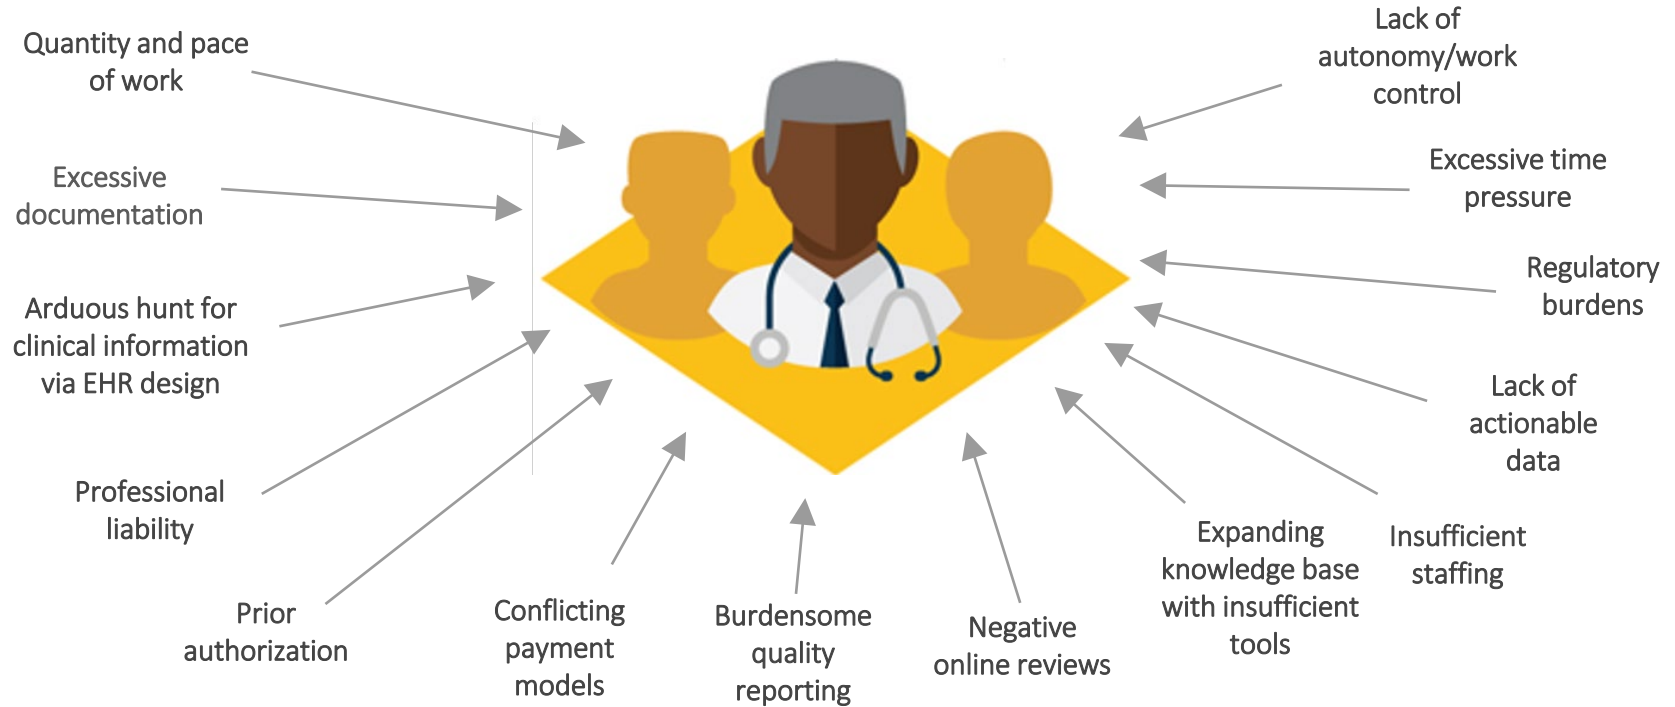 Quantity and pace
of work
Excessive
documentation
Arduous hunt for
clinical information
via EHR design
Professional
liability
Prior
authorization
Conflicting
payment
models
Burdensome
quality
reporting
Negative
online reviews
Expanding
knowledge base
with insufficient
tools
Insufficient
staffing
Lack of
actionable
data
Regulatory
burdens
Excessive time
pressure
Lack of
autonomy/work
control